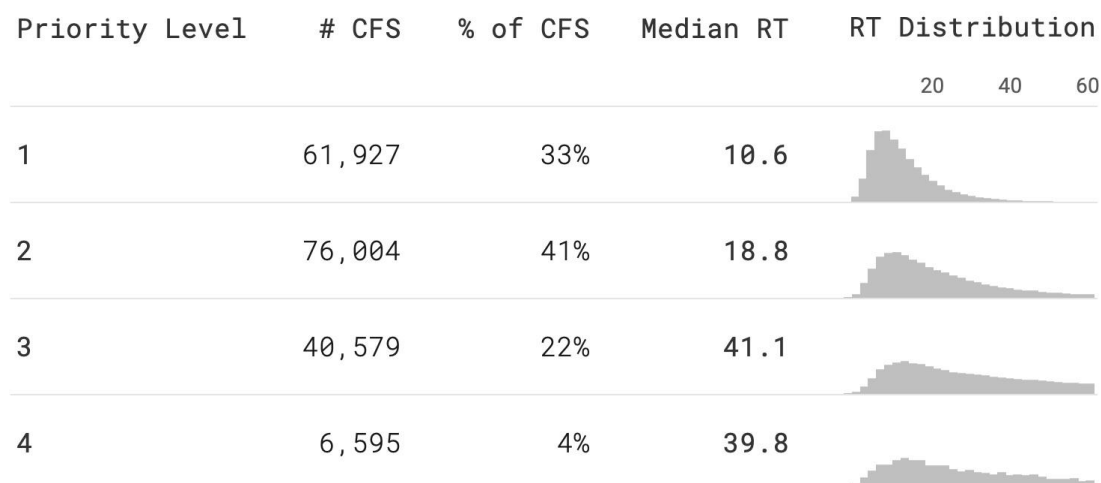 Priority Level # CFS % of CFS Median RT RT Distribution
20 40 60
1 61,927 33% 10.6
2 76,004 41% 18.8
3 40,579 22% 41.1
4 6,595 4% 39.8